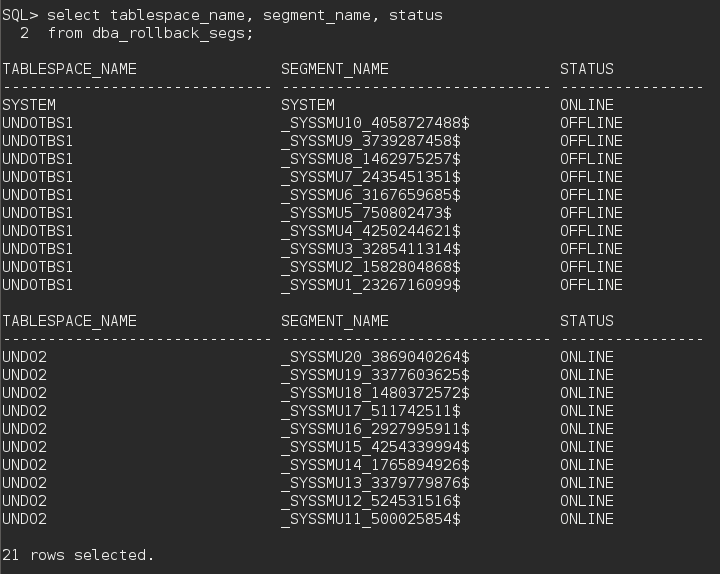 SQL> select tablespace_name, segment_name, status
  2  from dba_rollback_segs;
TABLESPACE_NAME                SEGMENT_NAME                   STATUS
------------------------------ ------------------------------ ----------------
SYSTEM                         SYSTEM                         ONLINE
UNDOTBS1                       _SYSSMU10_4058727488$          OFFLINE
UNDOTBS1                       _SYSSMU9_3739287458$           OFFLINE
UNDOTBS1                       _SYSSMU8_1462975257$           OFFLINE
UNDOTBS1                       _SYSSMU7_2435451351$           OFFLINE
UNDOTBS1                       _SYSSMU6_3167659685$           OFFLINE
UNDOTBS1                       _SYSSMU5_750802473$            OFFLINE
UNDOTBS1                       _SYSSMU4_4250244621$           OFFLINE
UNDOTBS1                       _SYSSMU3_3285411314$           OFFLINE
UNDOTBS1                       _SYSSMU2_1582804868$           OFFLINE
UNDOTBS1                       _SYSSMU1_2326716099$           OFFLINE
TABLESPACE_NAME                SEGMENT_NAME                   STATUS
------------------------------ ------------------------------ ----------------
UNDO2                          _SYSSMU20_3869040264$          ONLINE
UNDO2                          _SYSSMU19_3377603625$          ONLINE
UNDO2                          _SYSSMU18_1480372572$          ONLINE
UNDO2                          _SYSSMU17_511742511$           ONLINE
UNDO2                          _SYSSMU16_2927995911$          ONLINE
UNDO2                          _SYSSMU15_4254339994$          ONLINE
UNDO2                          _SYSSMU14_1765894926$          ONLINE
UNDO2                          _SYSSMU13_3379779876$          ONLINE
UNDO2                          _SYSSMU12_524531516$           ONLINE
UNDO2                          _SYSSMU11_500025854$           ONLINE
21 rows selected.